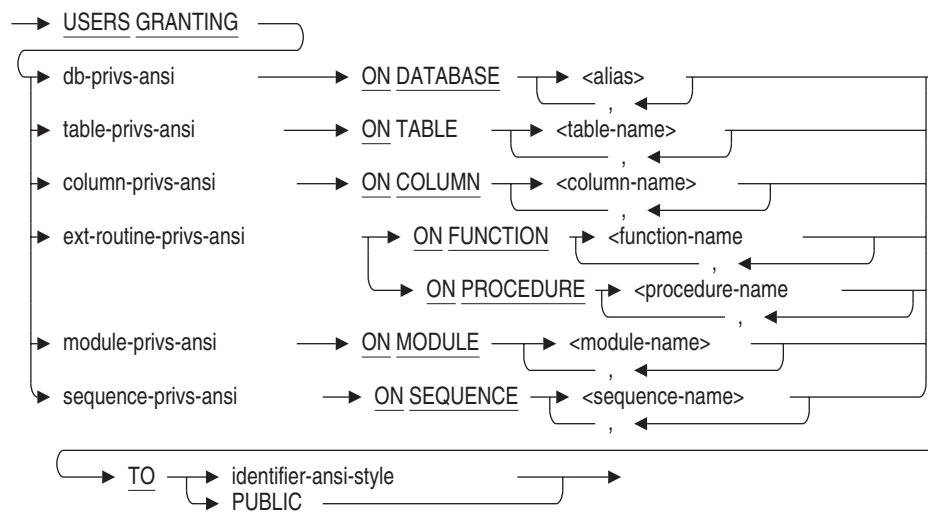 USERS GRANTING
db-privs-ansi ON DATABASE <alias>
,
table-privs-ansi ON TABLE <table-name>
,
column-privs-ansi ON COLUMN <column-name>
,
ext-routine-privs-ansi ON FUNCTION <function-name
,
ON PROCEDURE <procedure-name
,
module-privs-ansi ON MODULE <module-name>
,
sequence-privs-ansi ON SEQUENCE <sequence-name>
,
TO identifier-ansi-style
PUBLIC